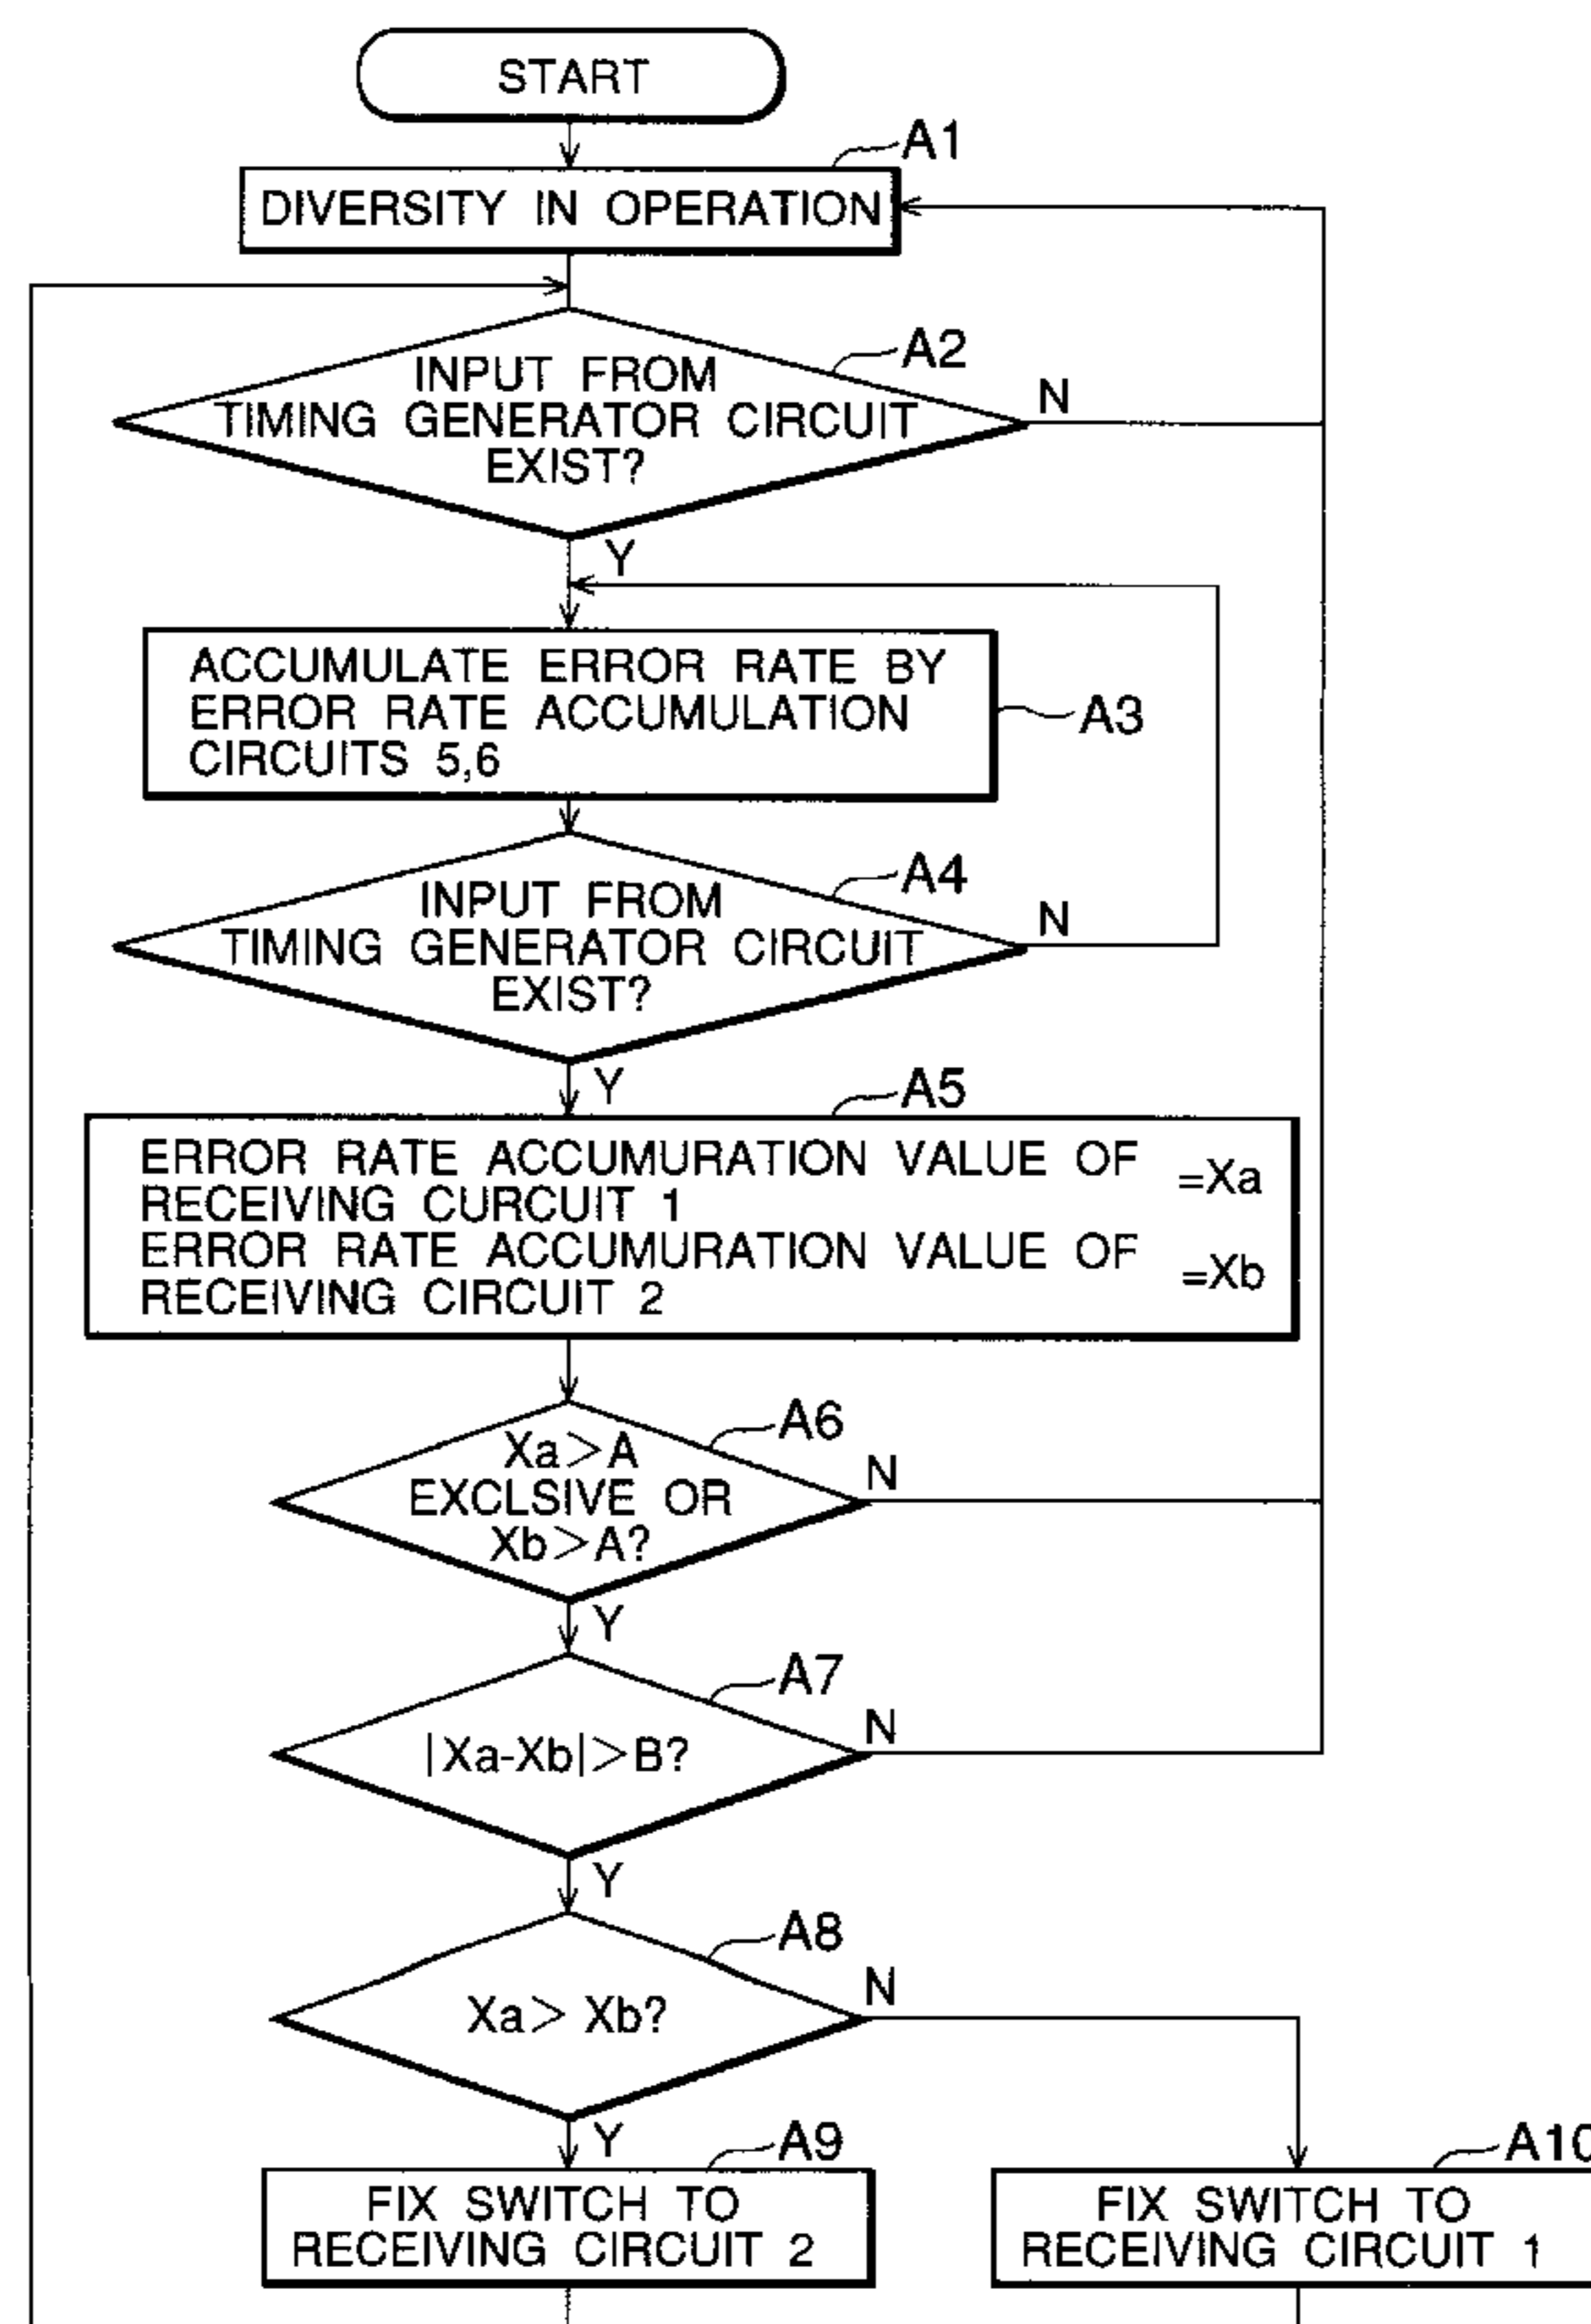 START
A1
DIVERSITY IN OPERATION
A2
INPUT FROM
TIMING GENERATOR CIRCUIT
EXIST?
N
Y
ACCUMULATE ERROR RATE BY
ERROR RATE ACCUMULATION
CIRCUITS 5,6
A3
A4
INPUT FROM
TIMING GENERATOR CIRCUIT
EXIST?
N
Y
A5
ERROR RATE ACCUMURATION VALUE OF
RECEIVING CURCUIT 1
=Xa
ERROR RATE ACCUMURATION VALUE OF
RECEIVING CIRCUIT 2
=Xb
A6
Xa>A
EXCLSIVE OR
Xb>A?
N
Y
A7
|Xa-Xb|>B?
N
Y
A8
Xa> Xb?
N
Y
A9
FIX SWITCH TO
RECEIVING CIRCUIT 2
A10
FIX SWITCH TO
RECEIVING CIRCUIT 1